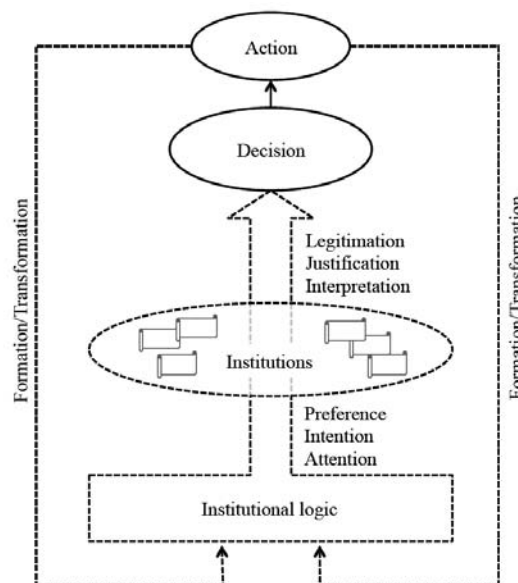 Action
Decision
Formation/Transformation
Formation/Transformation
Legitimation
Justification
Interpretation
Institutions
Preference
Intention
Attention
Institutional logic